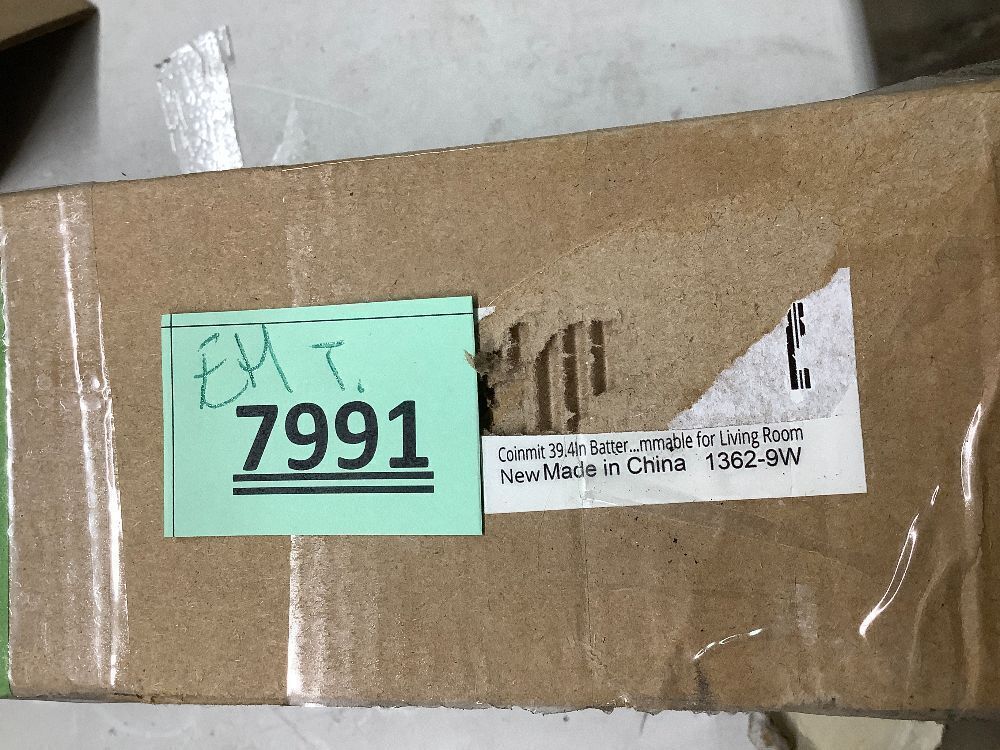 EM T.
7991
Coinmit 39.4In Batter...mmable for Living Room
New Made in China 1362-9W